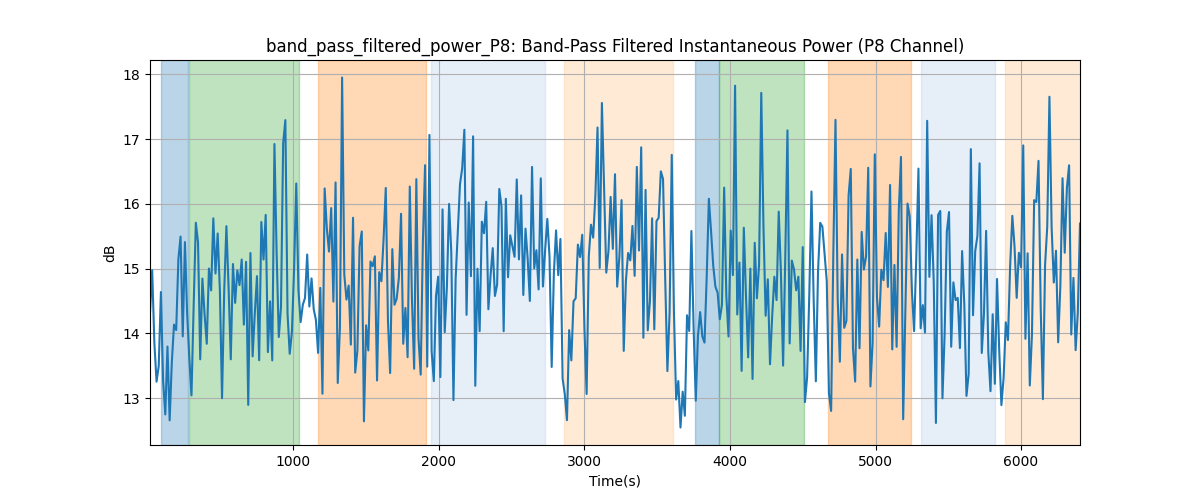 band_pass_filtered_power_P8: Band-Pass Filtered Instantaneous Power (P8 Channel)
18
17
16
15
14
13
dB
1000 2000 3000 4000 5000 6000
Time(s)